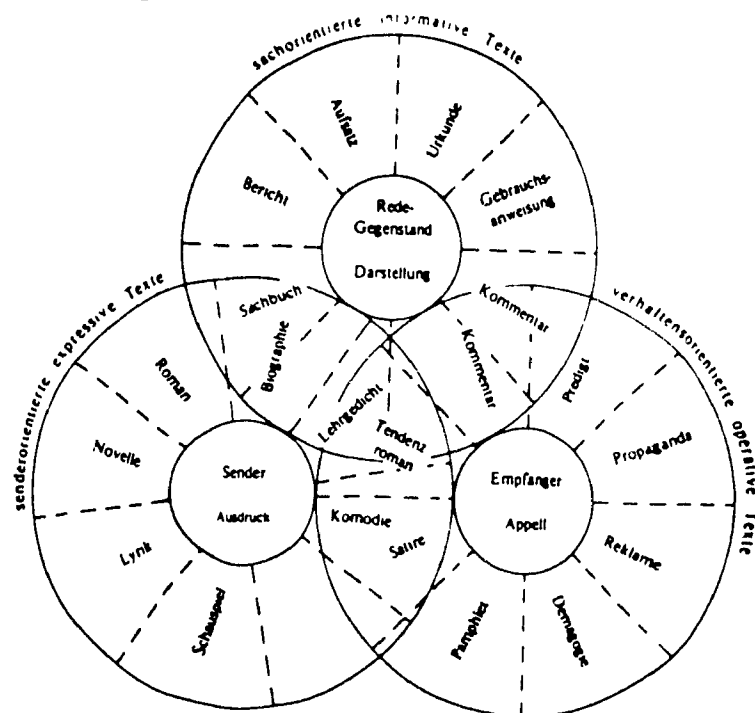 sachorientierte informative Texte
Aufsatz
Urkunde
Bericht
Gebrauchs-
anweisung
Rede-
Gegenstand
Darstellung
senderorientierte expressive Texte
verhaltensorientierte operative Texte
Sachbuch
Biographie
Kommentar
Kommentar
Roman
Predigt
Lehrgedicht
Tendenz
roman
Novelle
Propaganda
Sender
Ausdruck
Empfänger
Appell
Komödie
Satire
Lyrik
Reklame
Schauspiel
Pamphlet
Demagogie